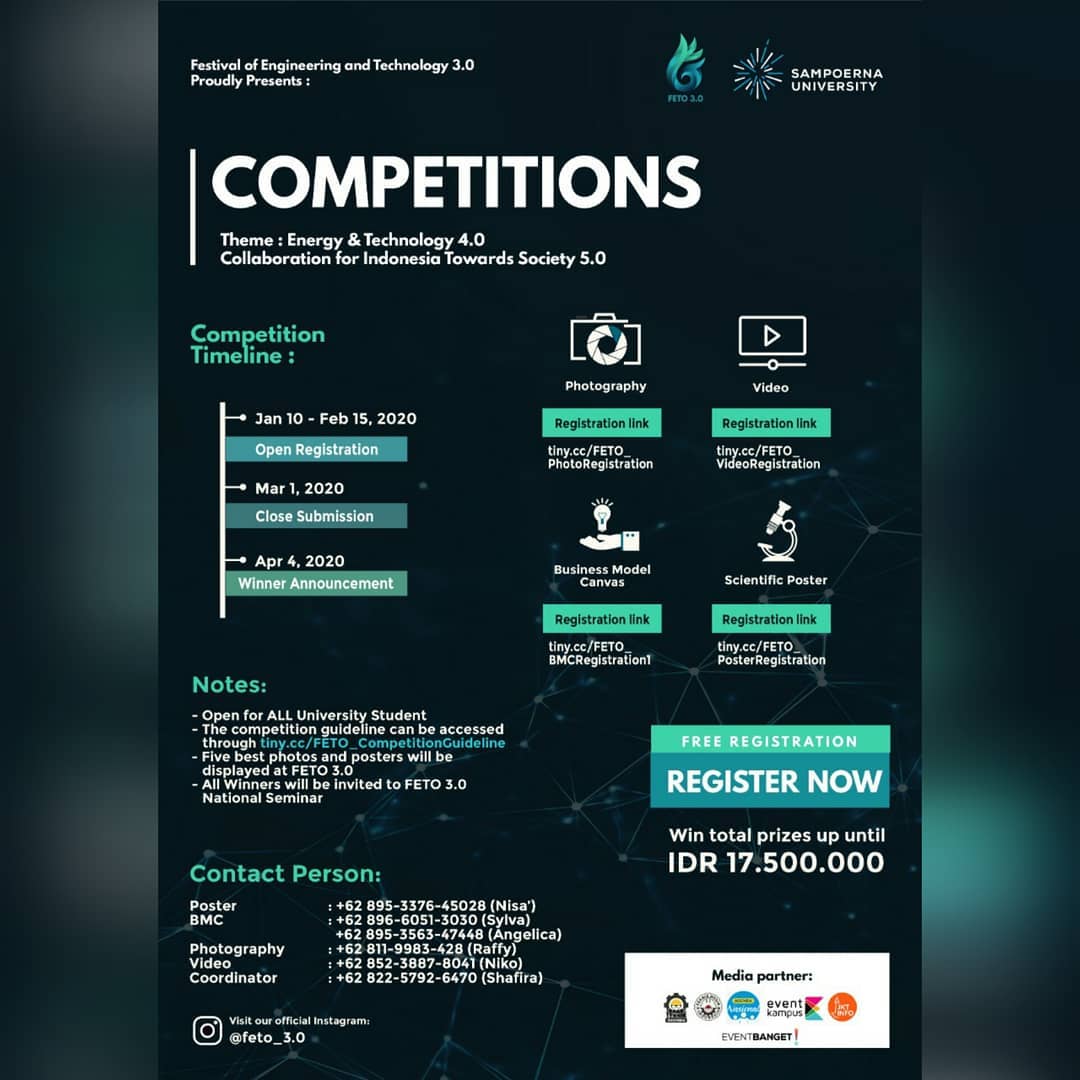 Festival of Engineering and Technology 3.0
Proudly Presents :
FETO 3.0
SAMPOERNA
UNIVERSITY
COMPETITIONS
Theme : Energy & Technology 4.0
Collaboration for Indonesia Towards Society 5.0
Competition
Timeline :
Jan 10 - Feb 15, 2020
Open Registration
Mar 1, 2020
Close Submission
Apr 4, 2020
Winner Announcement
Photography
Registration link
tiny.cc/FETO_
PhotoRegistration
Video
Registration link
tiny.cc/FETO_
VideoRegistration
Business Model
Canvas
Registration link
tiny.cc/FETO_
BMCRegistration1
Scientific Poster
Registration link
tiny.cc/FETO_
PosterRegistration
Notes:
- Open for ALL University Student
- The competition guideline can be accessed
through tiny.cc/FETO_CompetitionGuideline
- Five best photos and posters will be
displayed at FETO 3.0
- All Winners will be invited to FETO 3.0
National Seminar
FREE REGISTRATION
REGISTER NOW
Win total prizes up until
IDR 17.500.000
Contact Person:
Poster : +62 895-3376-45028 (Nisa')
BMC : +62 896-6051-3030 (Sylva)
+62 895-3563-47448 (Angelica)
Photography : +62 811-9983-428 (Raffy)
Video : +62 852-3887-8041 (Niko)
Coordinator : +62 822-5792-6470 (Shafira)
Visit our official Instagram:
@feto_3.0
Media partner:
event
kampus
JKT
INFO
EVENTBANGET!